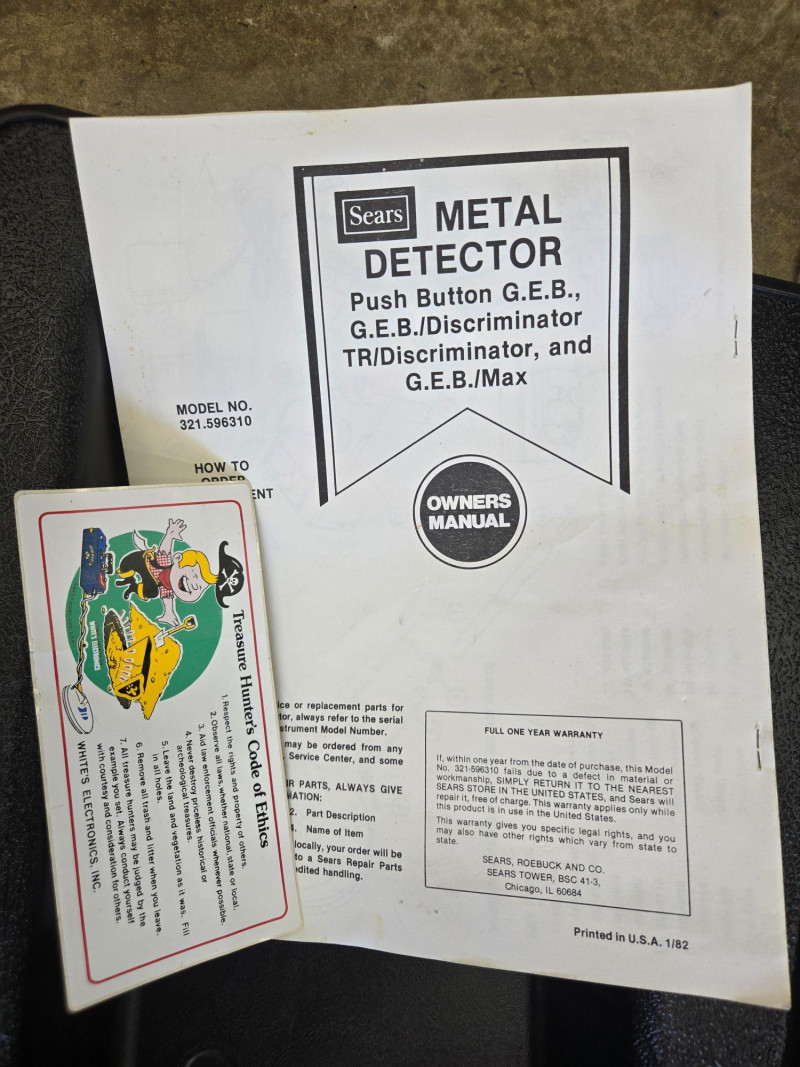 Sears METAL
DETECTOR
Push Button G.E.B.,
G.E.B./Discriminator
TR/Discriminator, and
G.E.B./Max
MODEL NO.
321.596310
HOW TO
ORDER
ENT
OWNERS
MANUAL
ice or replacement parts for
tor, always refer to the serial
strument Model Number.
may be ordered from any
Service Center, and some
IR PARTS, ALWAYS GIVE
MATION:
2. Part Description
4. Name of Item
locally, your order will be
to a Sears Repair Parts
edited handling.
FULL ONE YEAR WARRANTY
If, within one year from the date of purchase, this Model
No. 321-596310 fails due to a defect in material or
workmanship, SIMPLY RETURN IT TO THE NEAREST
SEARS STORE IN THE UNITED STATES, and Sears will
repair it, free of charge. This warranty applies only while
this product is in use in the United States.
This warranty gives you specific legal rights, and you
may also have other rights which vary from state to
state.
SEARS, ROEBUCK AND CO.
SEARS TOWER, BSC 41-3,
Chicago, IL 60684
Printed in U.S.A. 1/82
Treasure Hunter's Code of Ethics
1. Respect the rights and property of others.
2. Observe all laws, whether national, state or local.
3. Aid law enforcement officials whenever possible.
4. Never destroy priceless historical or
archeological treasures.
5. Leave the land and vegetation as it was. Fill
in all holes.
6. Remove all trash and litter when you leave.
7. All treasure hunters may be judged by the
example you set. Always conduct yourself
with courtesy and consideration for others.
WHITE'S ELECTRONICS, INC.
WHITE'S ELECTRONICS